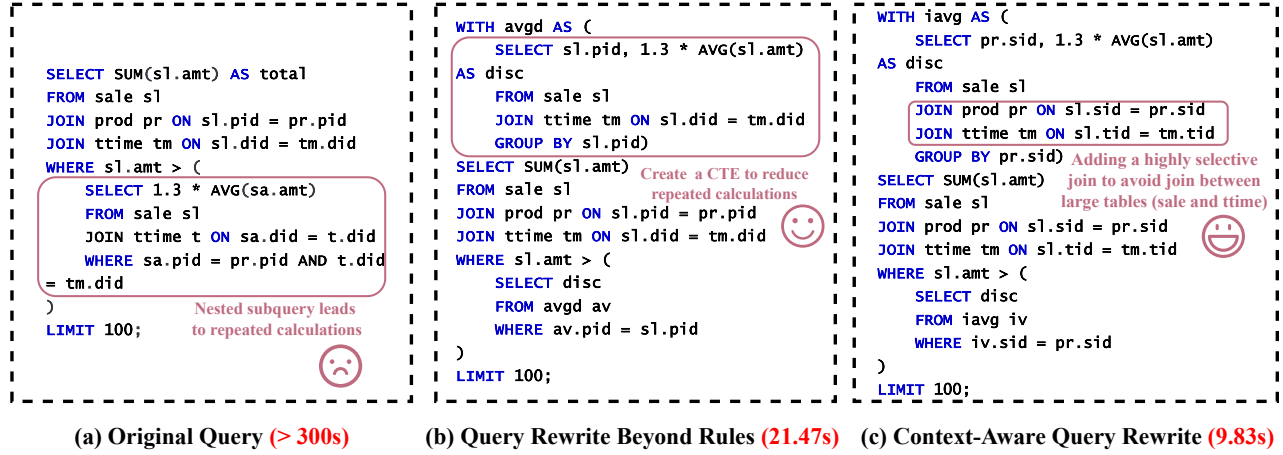 SELECT SUM(sl.amt) AS total
FROM sale sl
JOIN prod pr ON sl.pid = pr.pid
JOIN ttime tm ON sl.did = tm.did
WHERE sl.amt > (
SELECT 1.3 * AVG(sa.amt)
FROM sale sl
JOIN ttime t ON sa.did = t.did
WHERE sa.pid = pr.pid AND t.did
= tm.did
)
LIMIT 100;
Nested subquery leads
to repeated calculations
(a) Original Query (> 300s)
WITH avgd AS (
SELECT sl.pid, 1.3 * AVG(sl.amt)
AS disc
FROM sale sl
JOIN ttime tm ON sl.did = tm.did
GROUP BY sl.pid)
SELECT SUM(sl.amt)
FROM sale sl
JOIN prod pr ON sl.pid = pr.pid
JOIN ttime tm ON sl.did = tm.did
WHERE sl.amt > (
SELECT disc
FROM avgd av
WHERE av.pid = sl.pid
)
LIMIT 100;
Create a CTE to reduce
repeated calculations
(b) Query Rewrite Beyond Rules (21.47s)
WITH iavg AS (
SELECT pr.sid, 1.3 * AVG(sl.amt)
AS disc
FROM sale sl
JOIN prod pr ON sl.sid = pr.sid
JOIN ttime tm ON sl.tid = tm.tid
GROUP BY pr.sid)
SELECT SUM(sl.amt)
FROM sale sl
JOIN prod pr ON sl.sid = pr.sid
JOIN ttime tm ON sl.tid = tm.tid
WHERE sl.amt > (
SELECT disc
FROM iavg iv
WHERE iv.sid = pr.sid
)
LIMIT 100;
Adding a highly selective
join to avoid join between
large tables (sale and ttime)
(c) Context-Aware Query Rewrite (9.83s)